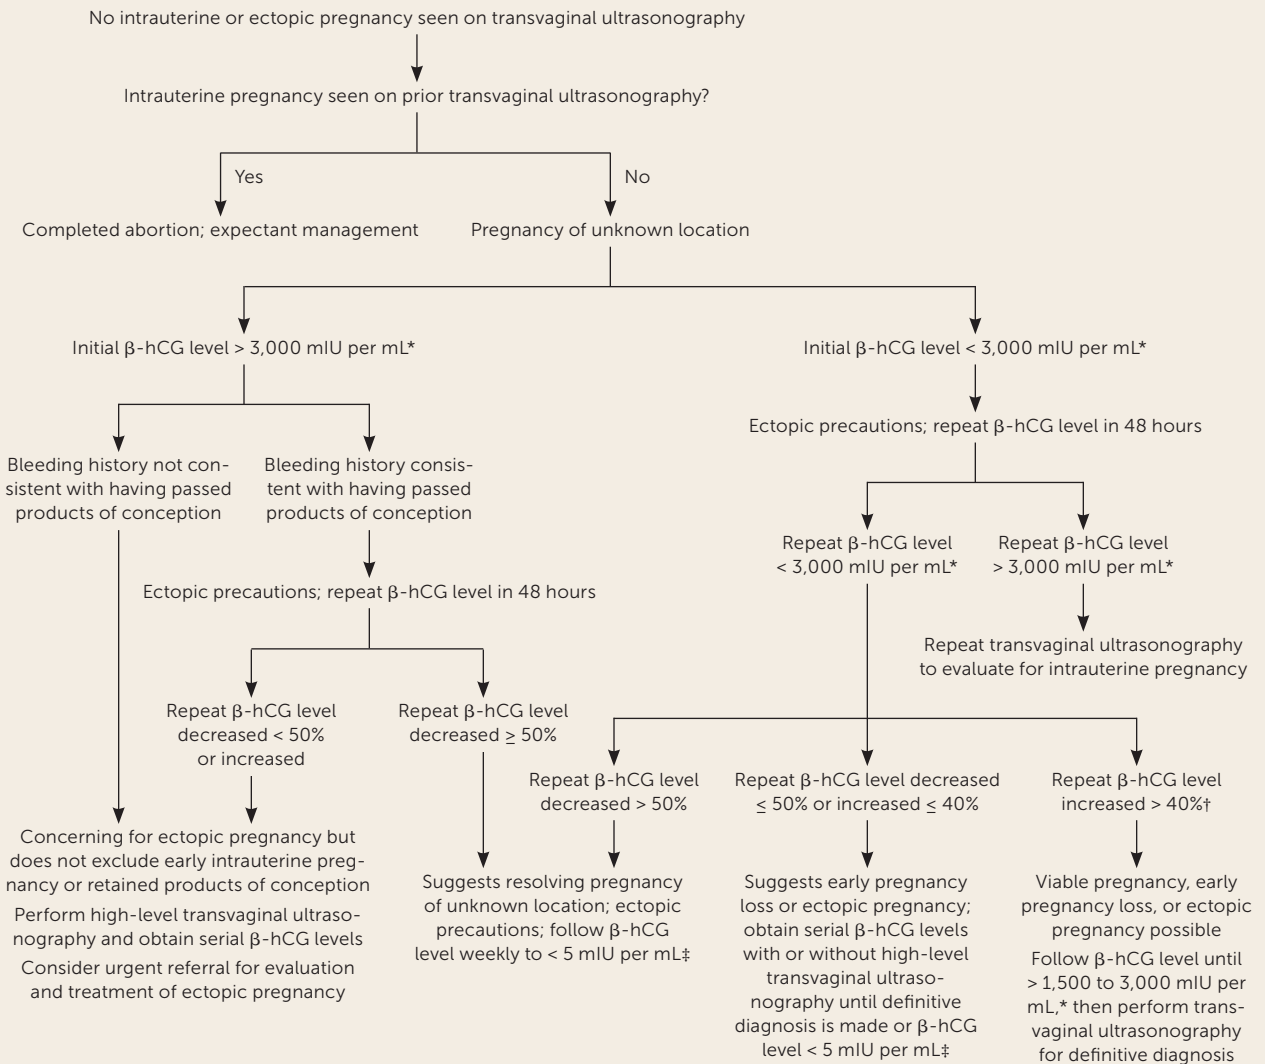 No intrauterine or ectopic pregnancy seen on transvaginal ultrasonography
Intrauterine pregnancy seen on prior transvaginal ultrasonography?
Yes
No
Completed abortion; expectant management
Pregnancy of unknown location
Initial β-hCG level > 3,000 mIU per mL*
Initial β-hCG level < 3,000 mIU per mL*
Ectopic precautions; repeat β-hCG level in 48 hours
Bleeding history not con-
sistent with having passed
products of conception
Bleeding history consis-
tent with having passed
products of conception
Repeat β-hCG level
< 3,000 mIU per mL*
Repeat β-hCG level
> 3,000 mIU per mL*
Ectopic precautions; repeat β-hCG level in 48 hours
Repeat transvaginal ultrasonography
to evaluate for intrauterine pregnancy
Repeat β-hCG level
decreased < 50%
or increased
Repeat β-hCG level
decreased ≥ 50%
Repeat β-hCG level
decreased > 50%
Repeat β-hCG level decreased
≤ 50% or increased ≤ 40%
Repeat β-hCG level
increased > 40%†
Concerning for ectopic pregnancy but
does not exclude early intrauterine preg-
nancy or retained products of conception
Perform high-level transvaginal ultraso-
nography and obtain serial β-hCG levels
Consider urgent referral for evaluation
and treatment of ectopic pregnancy
Suggests resolving pregnancy
of unknown location; ectopic
precautions; follow β-hCG
level weekly to < 5 mIU per mL‡
Suggests early pregnancy
loss or ectopic pregnancy;
obtain serial β-hCG levels
with or without high-level
transvaginal ultraso-
nography until definitive
diagnosis is made or β-hCG
level < 5 mIU per mL‡
Viable pregnancy, early
pregnancy loss, or ectopic
pregnancy possible
Follow β-hCG level until
> 1,500 to 3,000 mIU per
mL,* then perform trans-
vaginal ultrasonography
for definitive diagnosis